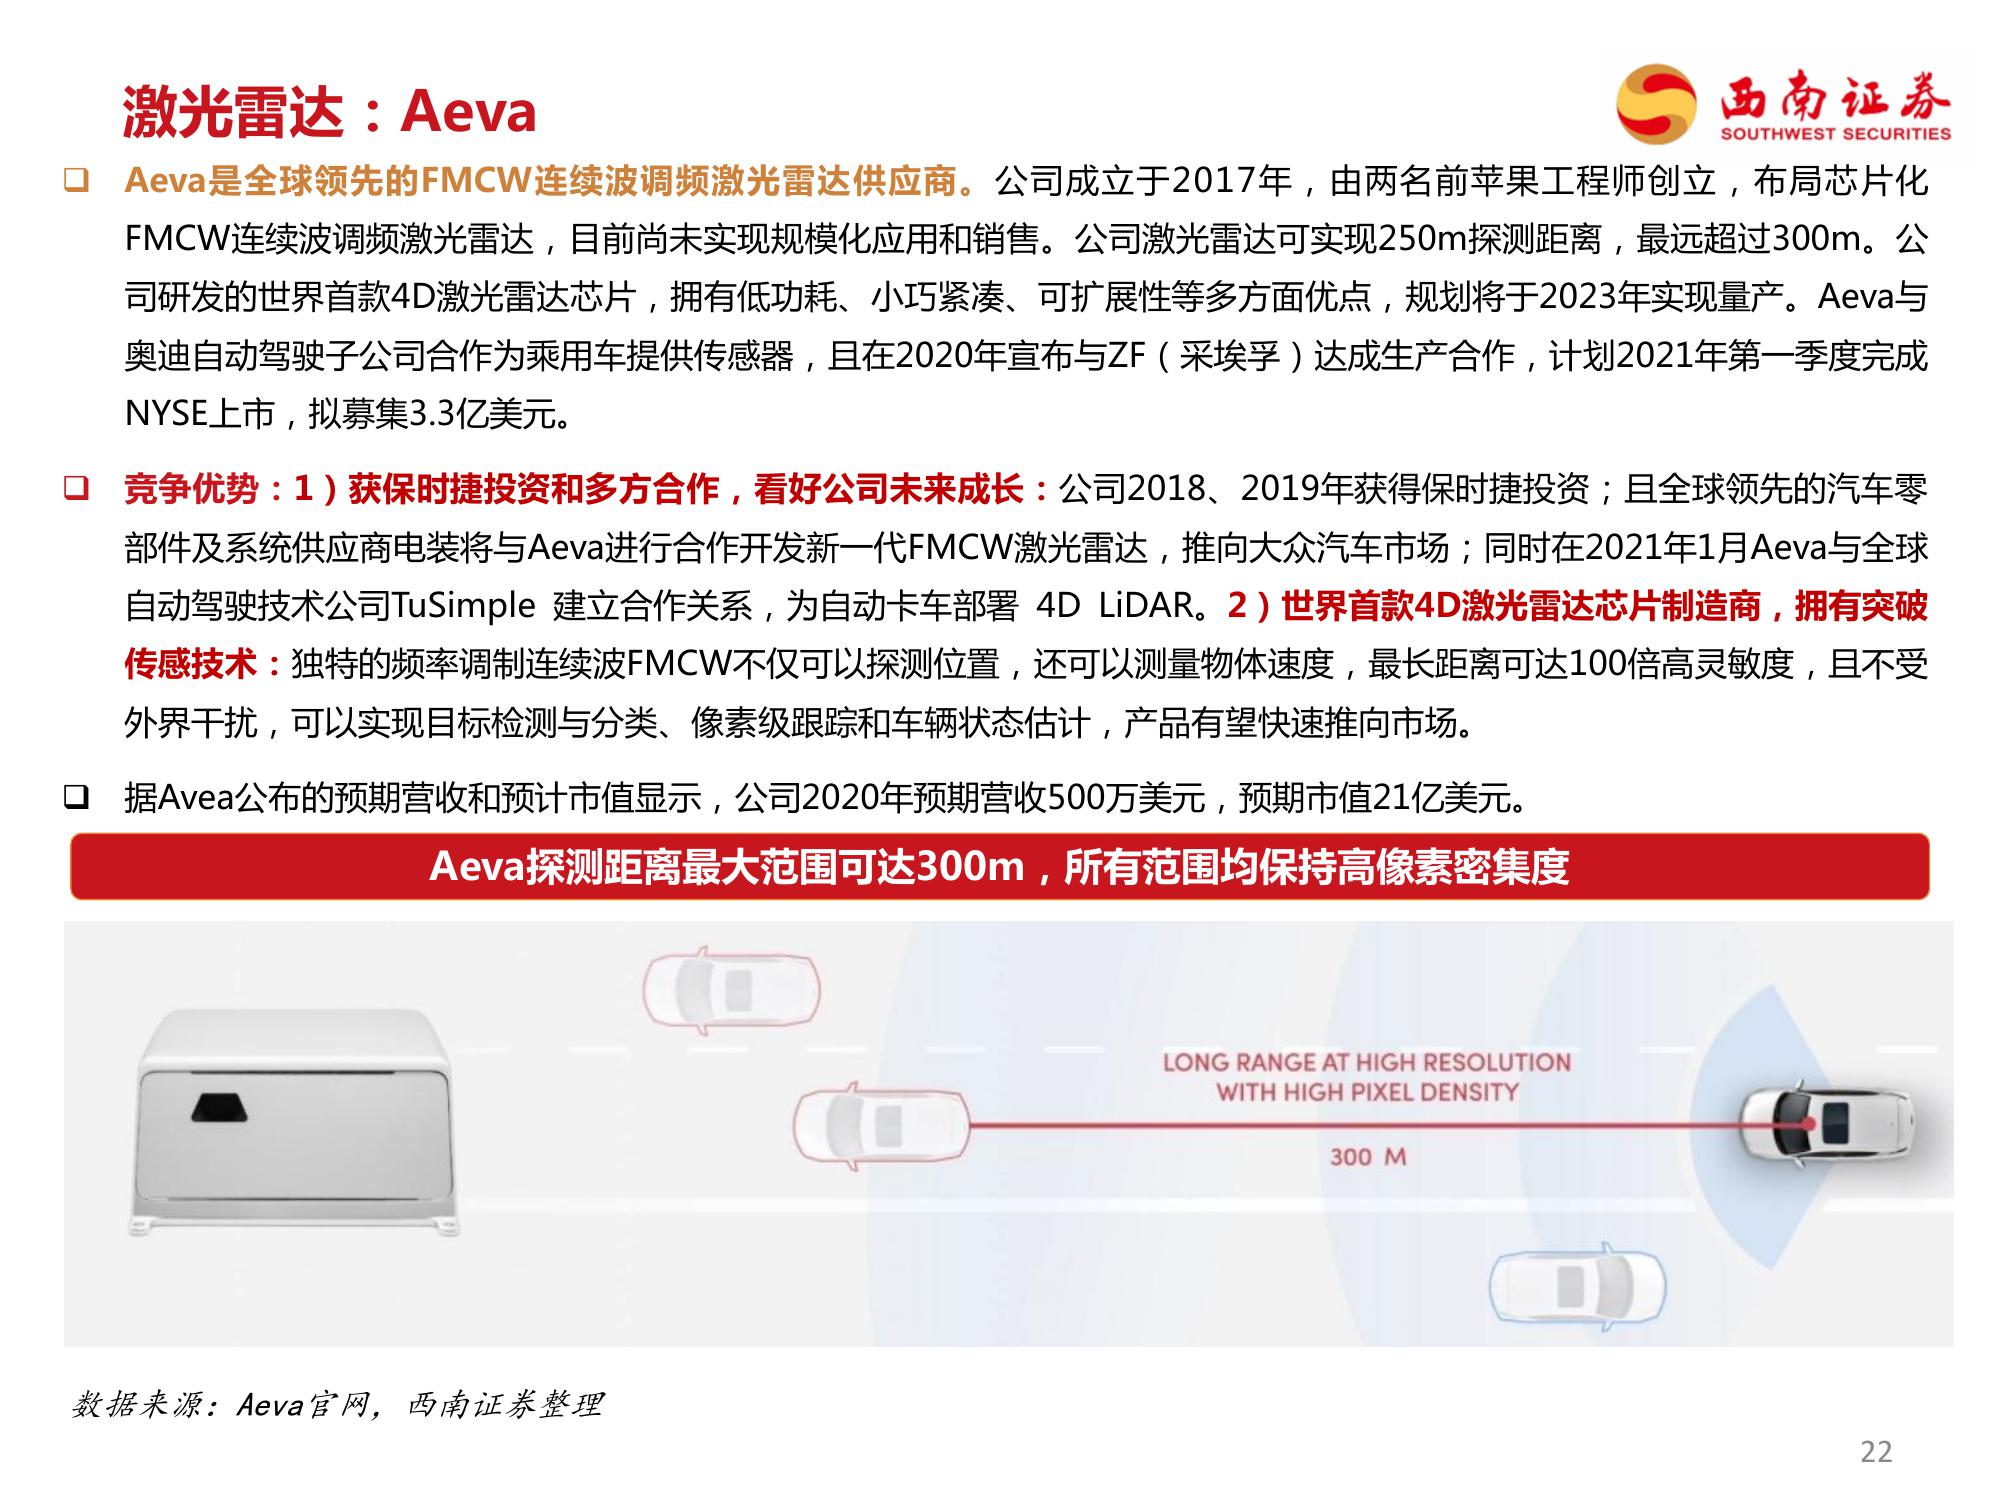 激光雷达：Aeva
西南证券
SOUTHWEST SECURITIES
❑ Aeva是全球领先的FMCW连续波调频激光雷达供应商。公司成立于2017年，由两名前苹果工程师创立，布局芯片化
FMCW连续波调频激光雷达，目前尚未实现规模化应用和销售。公司激光雷达可实现250m探测距离，最远超过300m。公
司研发的世界首款4D激光雷达芯片，拥有低功耗、小巧紧凑、可扩展性等多方面优点，规划将于2023年实现量产。Aeva与
奥迪自动驾驶子公司合作为乘用车提供传感器，且在2020年宣布与ZF（采埃孚）达成生产合作，计划2021年第一季度完成
NYSE上市，拟募集3.3亿美元。
❑ 竞争优势：1）获保时捷投资和多方合作，看好公司未来成长：公司2018、2019年获得保时捷投资；且全球领先的汽车零
部件及系统供应商电装将与Aeva进行合作开发新一代FMCW激光雷达，推向大众汽车市场；同时在2021年1月Aeva与全球
自动驾驶技术公司TuSimple 建立合作关系，为自动卡车部署 4D LiDAR。2）世界首款4D激光雷达芯片制造商，拥有突破
传感技术：独特的频率调制连续波FMCW不仅可以探测位置，还可以测量物体速度，最长距离可达100倍高灵敏度，且不受
外界干扰，可以实现目标检测与分类、像素级跟踪和车辆状态估计，产品有望快速推向市场。
❑ 据Avea公布的预期营收和预计市值显示，公司2020年预期营收500万美元，预期市值21亿美元。
Aeva探测距离最大范围可达300m，所有范围均保持高像素密集度
LONG RANGE AT HIGH RESOLUTION
WITH HIGH PIXEL DENSITY
300 M
数据来源：Aeva官网，西南证券整理
22